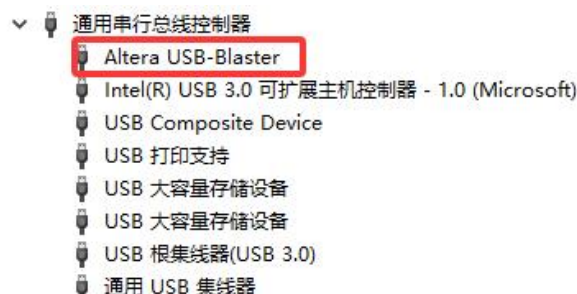 通用串行总线控制器
Altera USB-Blaster
Intel(R) USB 3.0 可扩展主机控制器 - 1.0 (Microsoft)
USB Composite Device
USB 打印支持
USB 大容量存储设备
USB 大容量存储设备
USB 根集线器(USB 3.0)
通用 USB 集线器